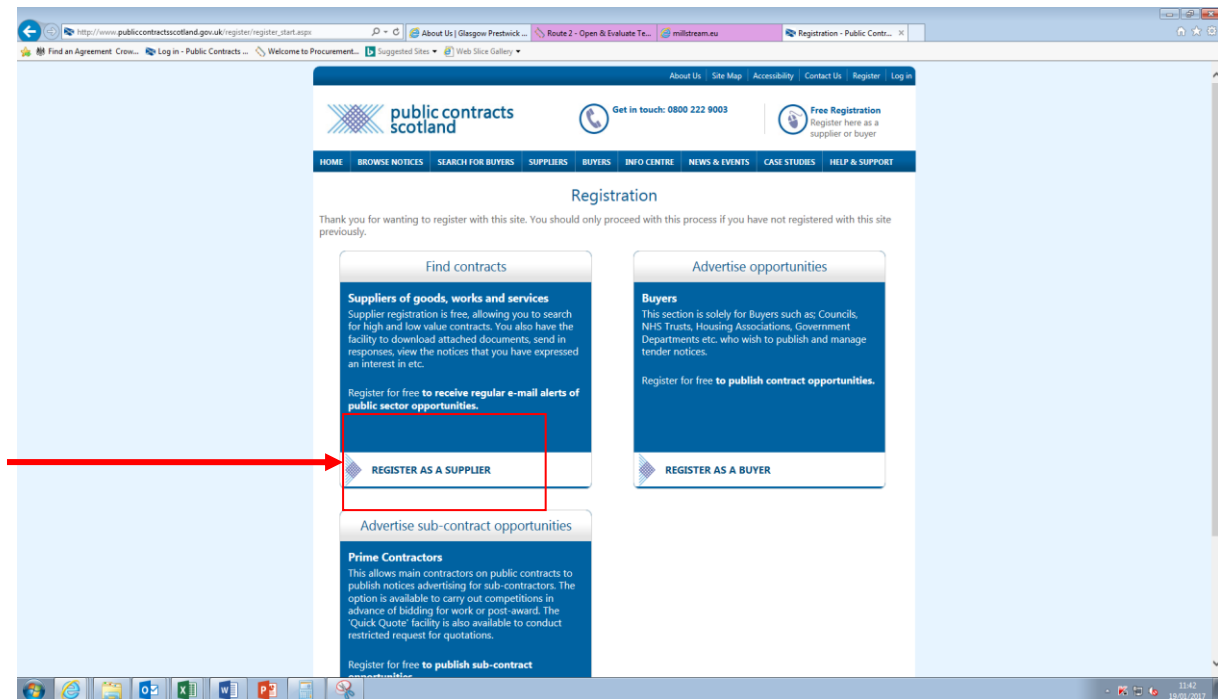 http://www.publiccontractsscotland.gov.uk/register/register_start.aspx
About Us | Glasgow Prestwick ...
Route 2 - Open & Evaluate Te...
millstream.eu
Registration - Public Contr...
Find an Agreement Crow...
Log in - Public Contracts ...
Welcome to Procurement...
Suggested Sites
Web Slice Gallery
About Us | Site Map | Accessibility | Contact Us | Register | Log in
public contracts
scotland
Get in touch: 0800 222 9003
Free Registration
Register here as a
supplier or buyer
HOME BROWSE NOTICES SEARCH FOR BUYERS SUPPLIERS BUYERS INFO CENTRE NEWS & EVENTS CASE STUDIES HELP & SUPPORT
Registration
Thank you for wanting to register with this site. You should only proceed with this process if you have not registered with this site
previously.
Find contracts
Suppliers of goods, works and services
Supplier registration is free, allowing you to search
for high and low value contracts. You also have the
facility to download attached documents, send in
responses, view the notices that you have expressed
an interest in etc.
Register for free to receive regular e-mail alerts of
public sector opportunities.
REGISTER AS A SUPPLIER
Advertise opportunities
Buyers
This section is solely for Buyers such as; Councils,
NHS Trusts, Housing Associations, Government
Departments etc. who wish to publish and manage
tender notices.
Register for free to publish contract opportunities.
REGISTER AS A BUYER
Advertise sub-contract opportunities
Prime Contractors
This allows main contractors on public contracts to
publish notices advertising for sub-contractors. The
option is available to carry out competitions in
advance of bidding for work or post-award. The
'Quick Quote' facility is also available to conduct
restricted request for quotations.
Register for free to publish sub-contract
opportunities
11:42
19/01/2017